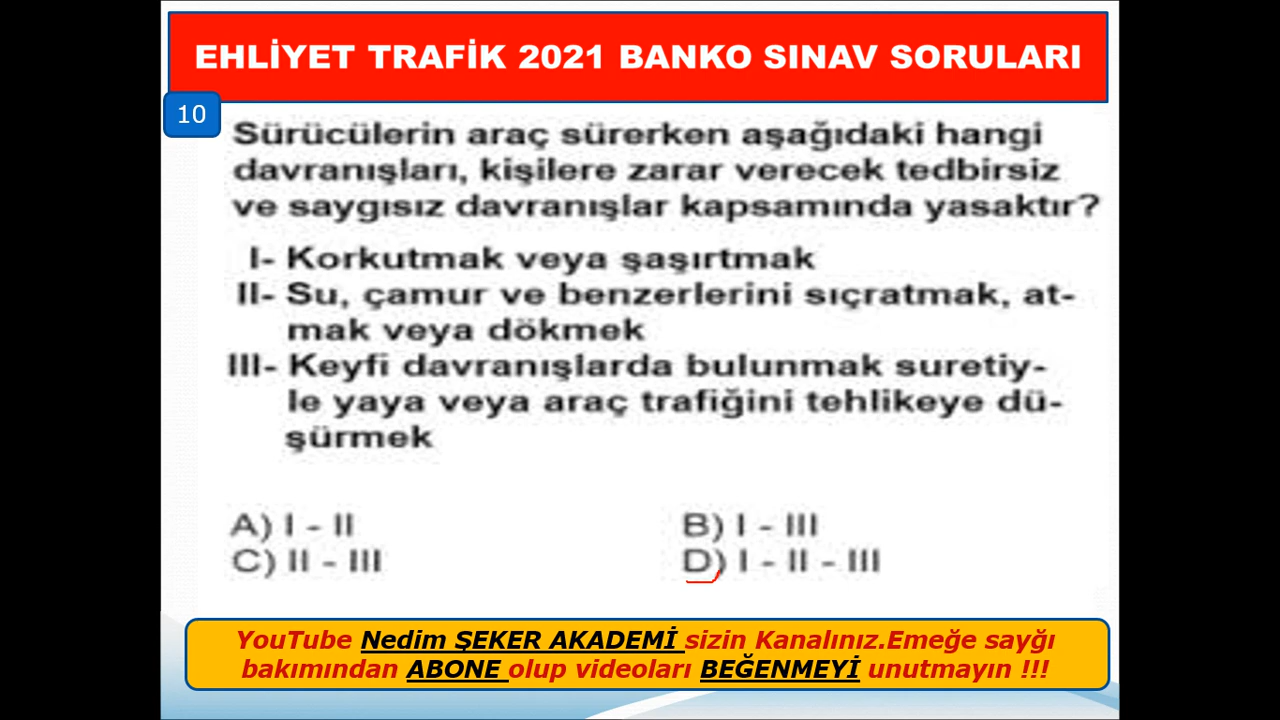 EHLİYET TRAFİK 2021 BANKO SINAV SORULARI
10
Sürücülerin araç sürerken aşağıdaki hangi
davranışları, kişilere zarar verecek tedbirsiz
ve saygısız davranışlar kapsamında yasaktır?
I- Korkutmak veya şaşırtmak
II- Su, çamur ve benzerlerini sıçratmak, at-
mak veya dökmek
III- Keyfi davranışlarda bulunmak suretiy-
le yaya veya araç trafiğini tehlikeye dü-
şürmek
A) I - II
B) I - III
C) II - III
D) I - II - III
YouTube Nedim ŞEKER AKADEMİ sizin Kanalınız.Emeğe sayğı
bakımından ABONE olup videoları BEĞENMEYİ unutmayın !!!